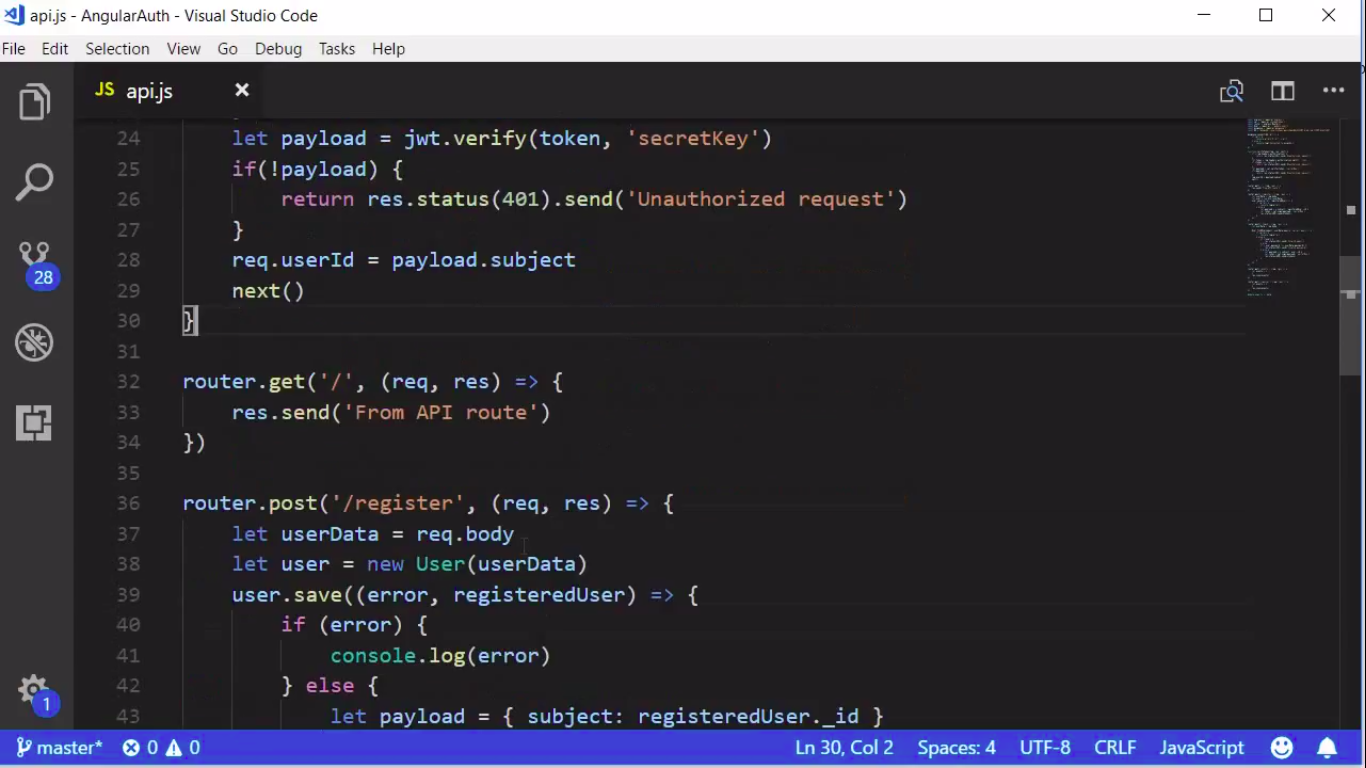 api.js - AngularAuth - Visual Studio Code
File Edit Selection View Go Debug Tasks Help
JS api.js
24 let payload = jwt.verify(token, 'secretKey')
25 if(!payload) {
26 return res.status(401).send('Unauthorized request')
27 }
28 req.userId = payload.subject
29 next()
30 }
31
32 router.get('/', (req, res) => {
33 res.send('From API route')
34 })
35
36 router.post('/register', (req, res) => {
37 let userData = req.body
38 let user = new User(userData)
39 user.save((error, registeredUser) => {
40 if (error) {
41 console.log(error)
42 } else {
43 let payload = { subject: registeredUser._id }
28
1
master* 0 0 Ln 30, Col 2 Spaces: 4 UTF-8 CRLF JavaScript